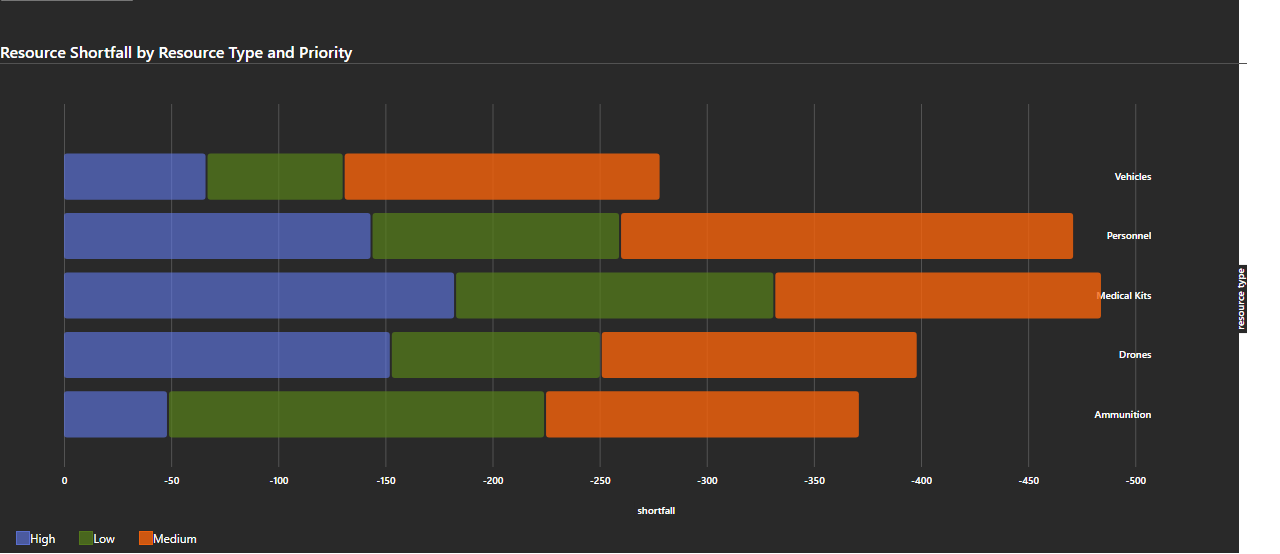 Resource Shortfall by Resource Type and Priority
Vehicles
Personnel
Medical Kits
Drones
Ammunition
resource type
0 -50 -100 -150 -200 -250 -300 -350 -400 -450 -500
shortfall
High Low Medium